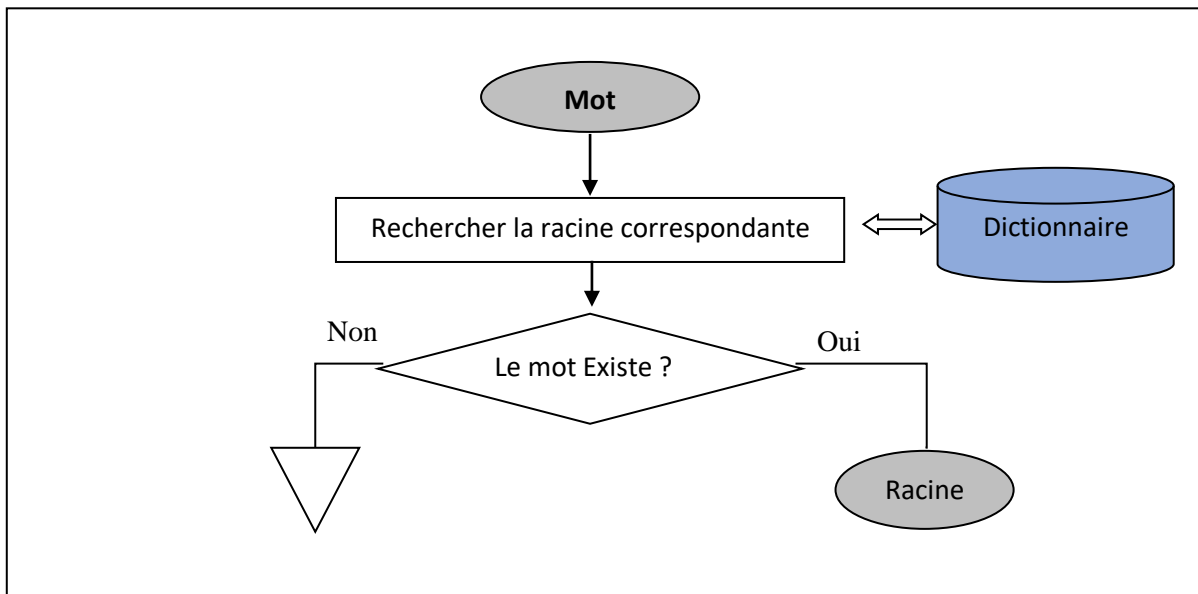 Mot
Rechercher la racine correspondante
Dictionnaire
Non
Oui
Le mot Existe ?
Racine